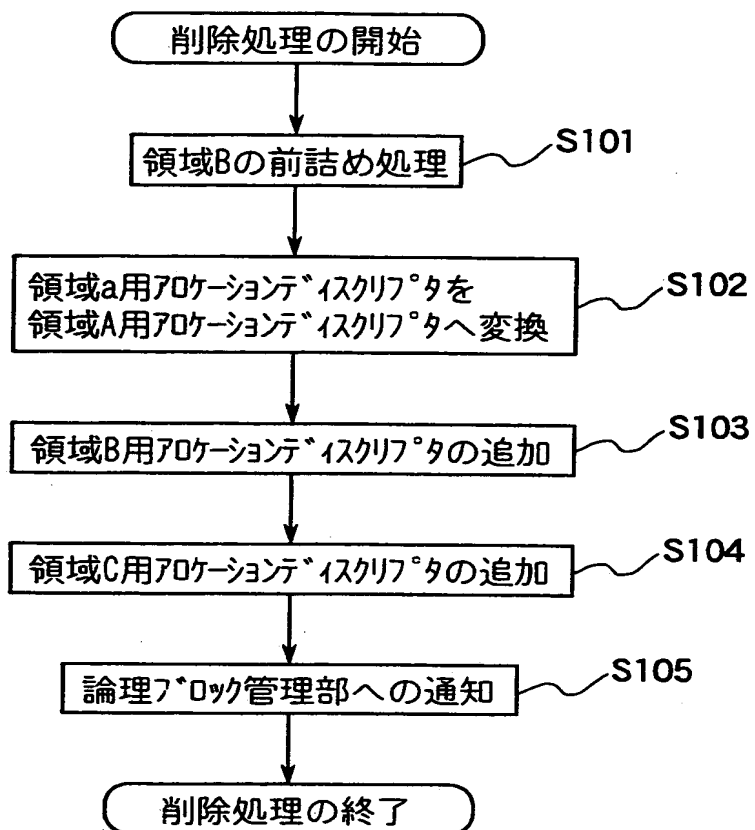 削除処理の開始
領域Bの前詰め処理
S101
領域a用ｱﾛｹｰｼｮﾝﾃﾞｨｽｸﾘﾌﾟﾀを
領域A用ｱﾛｹｰｼｮﾝﾃﾞｨｽｸﾘﾌﾟﾀへ変換
S102
領域B用ｱﾛｹｰｼｮﾝﾃﾞｨｽｸﾘﾌﾟﾀの追加
S103
領域C用ｱﾛｹｰｼｮﾝﾃﾞｨｽｸﾘﾌﾟﾀの追加
S104
論理ﾌﾞﾛｯｸ管理部への通知
S105
削除処理の終了